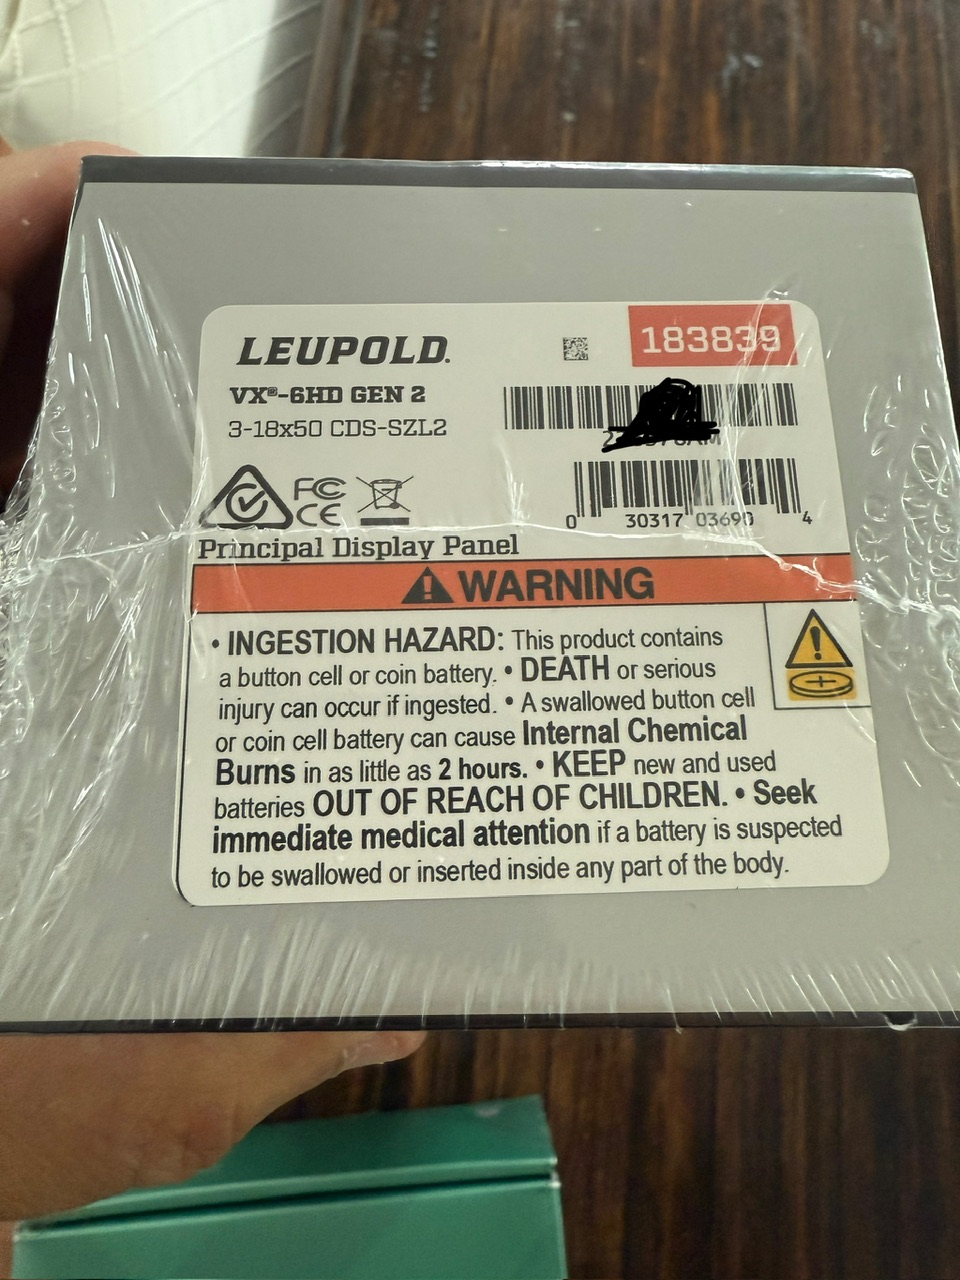 LEUPOLD.
183839
VX®-6HD GEN 2
3-18x50 CDS-SZL2
FC
CE
0 30317 03690 4
Principal Display Panel
WARNING
• INGESTION HAZARD: This product contains
a button cell or coin battery. • DEATH or serious
injury can occur if ingested. • A swallowed button cell
or coin cell battery can cause Internal Chemical
Burns in as little as 2 hours. • KEEP new and used
batteries OUT OF REACH OF CHILDREN. • Seek
immediate medical attention if a battery is suspected
to be swallowed or inserted inside any part of the body.